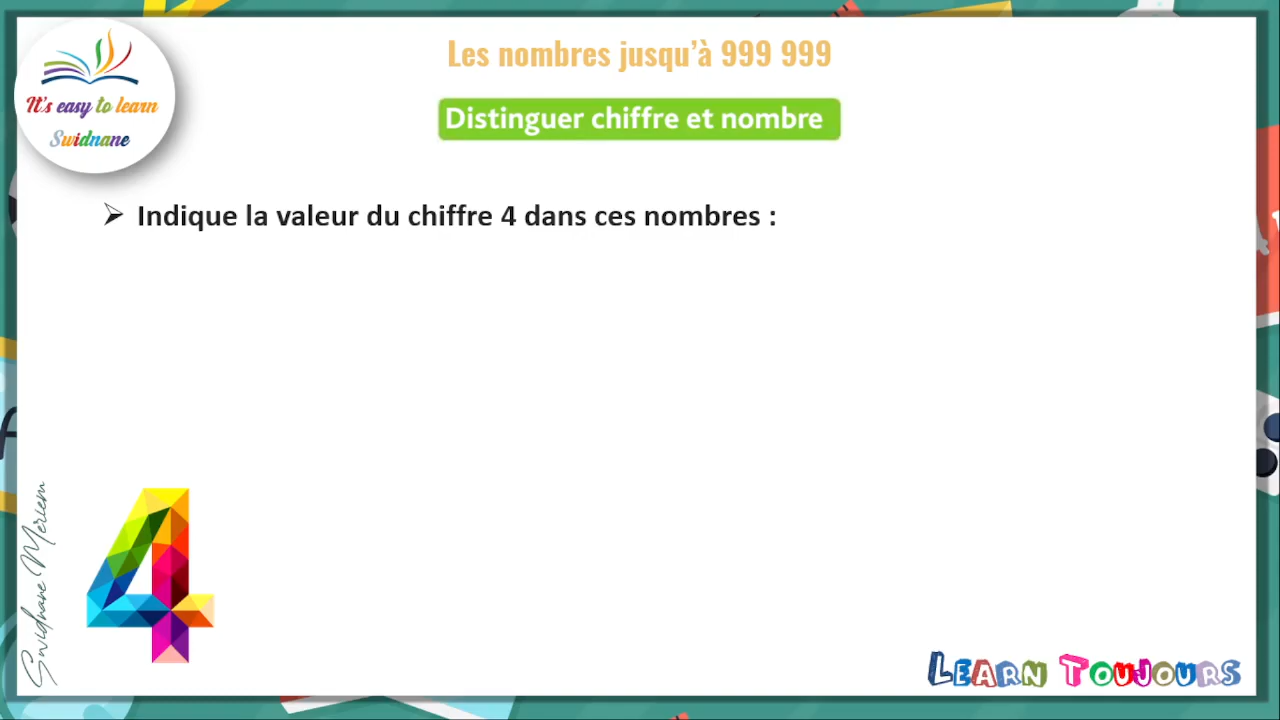 It's easy to learn
Swidnane
Les nombres jusqu'à 999 999
Distinguer chiffre et nombre
➢ Indique la valeur du chiffre 4 dans ces nombres :
4
Swidnane Meriem
Learn Toujours